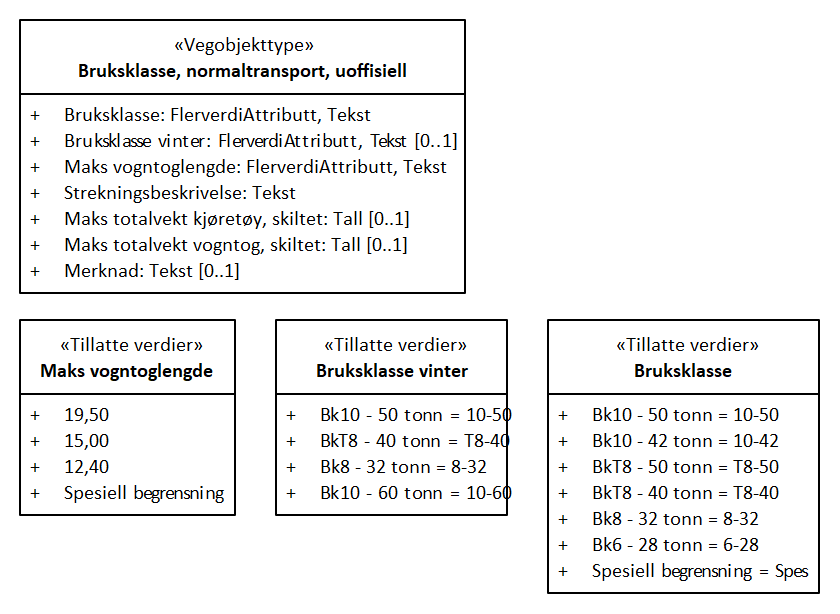 «Vegobjekttype»
Bruksklasse, normaltransport, uoffisiell
+ Bruksklasse: FlerverdiAttributt, Tekst
+ Bruksklasse vinter: FlerverdiAttributt, Tekst [0..1]
+ Maks vogntoglengde: FlerverdiAttributt, Tekst
+ Strekningsbeskrivelse: Tekst
+ Maks totalvekt kjøretøy, skiltet: Tall [0..1]
+ Maks totalvekt vogntog, skiltet: Tall [0..1]
+ Merknad: Tekst [0..1]
«Tillatte verdier»
Maks vogntoglengde
+ 19,50
+ 15,00
+ 12,40
+ Spesiell begrensning
«Tillatte verdier»
Bruksklasse vinter
+ Bk10 - 50 tonn = 10-50
+ BkT8 - 40 tonn = T8-40
+ Bk8 - 32 tonn = 8-32
+ Bk10 - 60 tonn = 10-60
«Tillatte verdier»
Bruksklasse
+ Bk10 - 50 tonn = 10-50
+ Bk10 - 42 tonn = 10-42
+ BkT8 - 50 tonn = T8-50
+ BkT8 - 40 tonn = T8-40
+ Bk8 - 32 tonn = 8-32
+ Bk6 - 28 tonn = 6-28
+ Spesiell begrensning = Spes